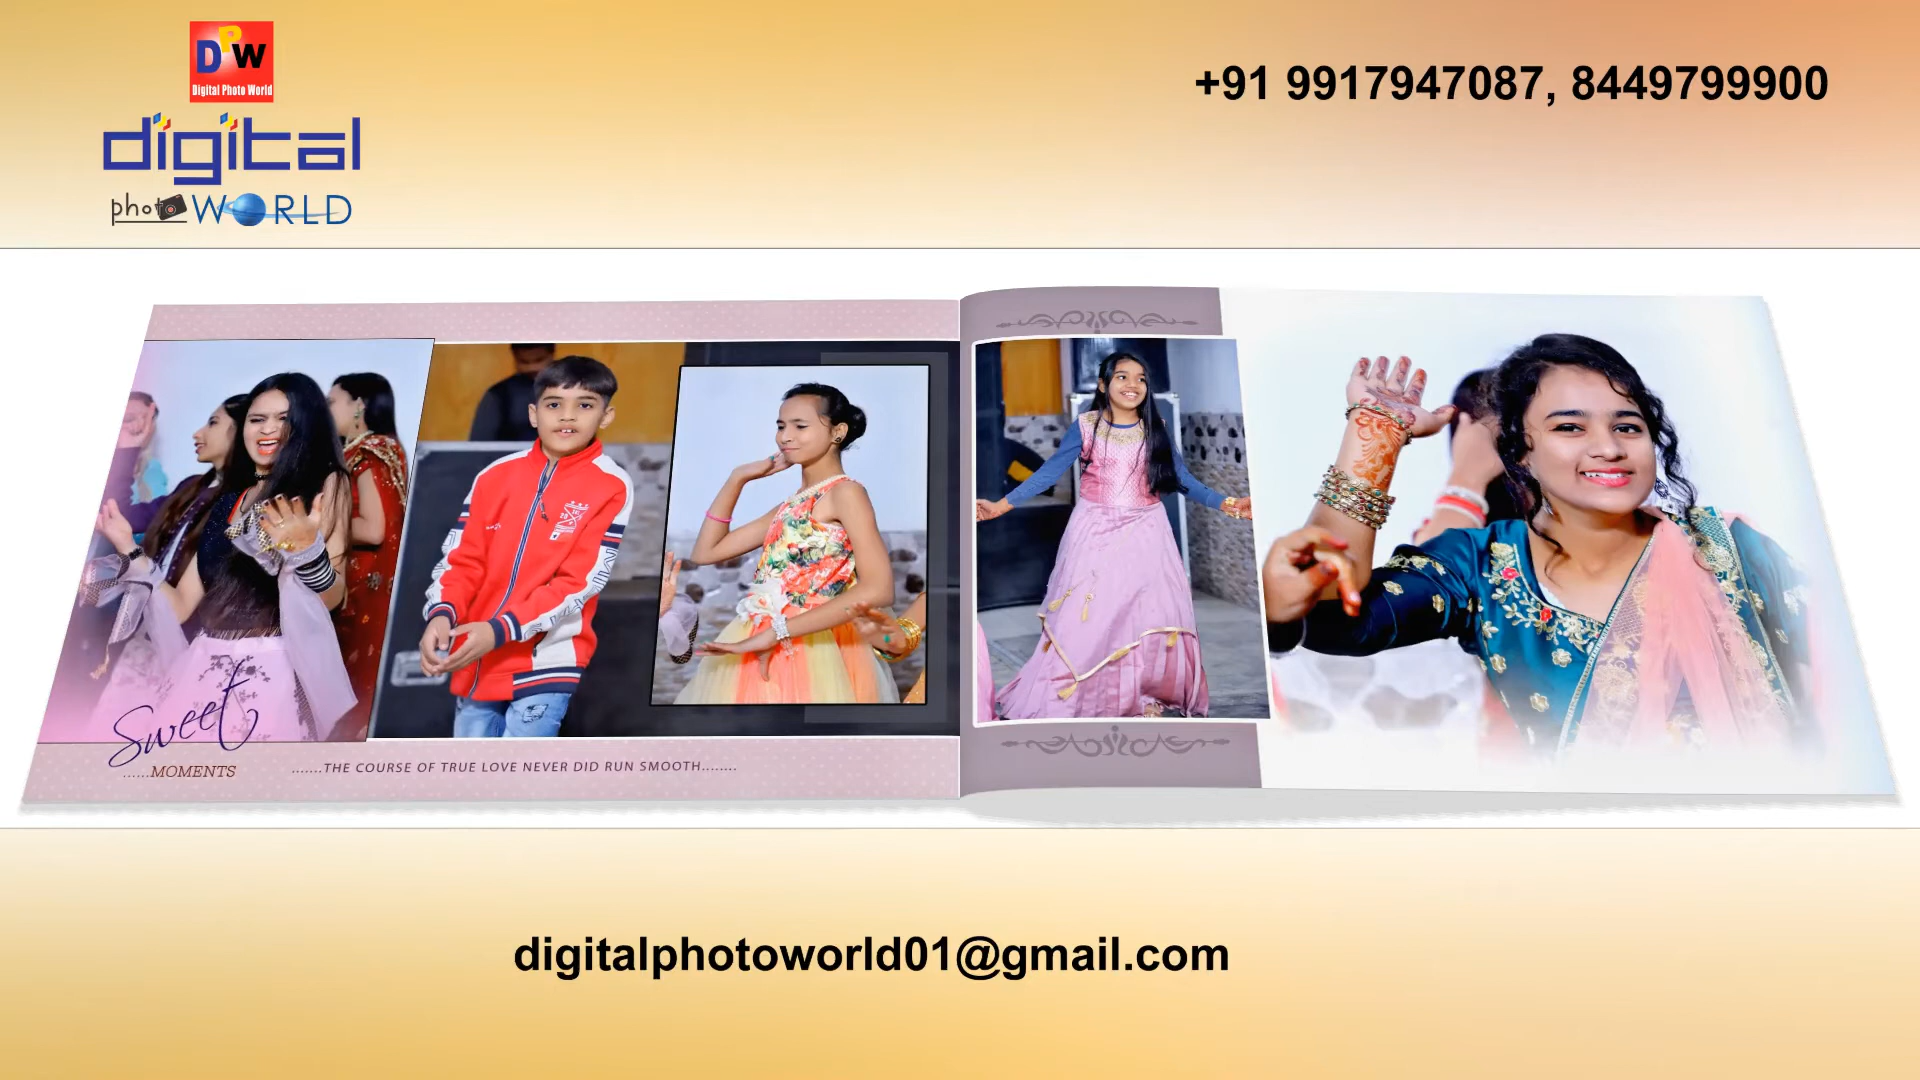 DPW
Digital Photo World
digital
photo WORLD
+91 9917947087, 8449799900
Sweet
......MOMENTS
.......THE COURSE OF TRUE LOVE NEVER DID RUN SMOOTH........
digitalphotoworld01@gmail.com